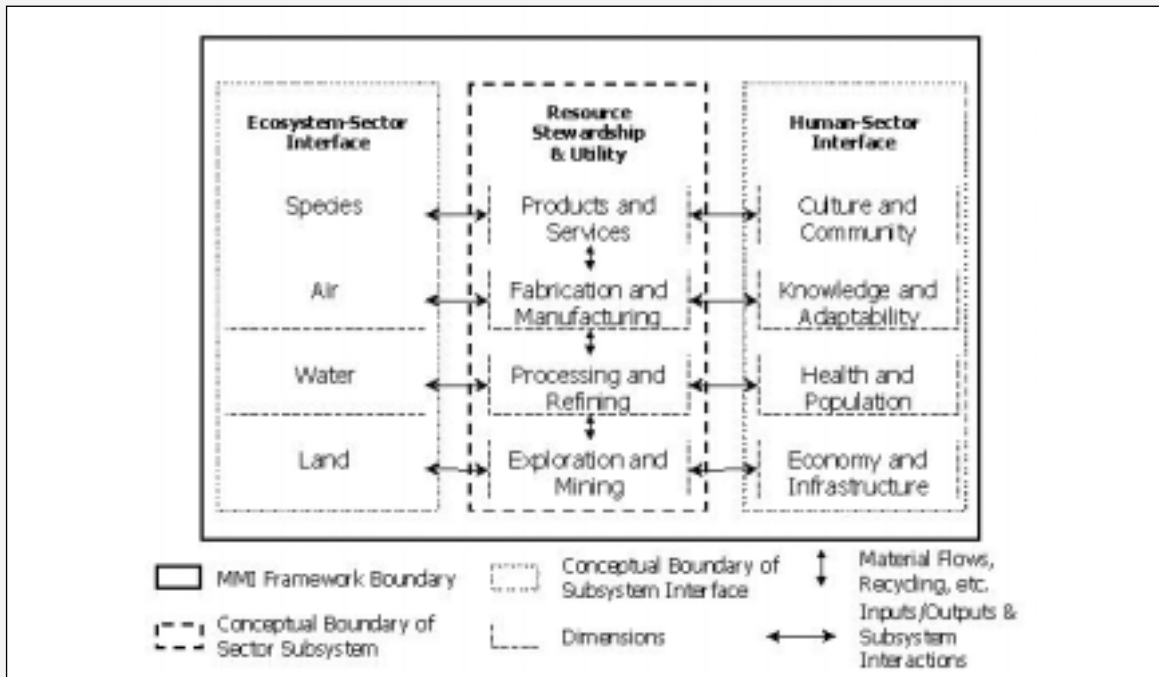 Ecosystem-Sector
Interface
Species
Air
Water
Land
Resource
Stewardship
& Utility
Products and
Services
Fabrication and
Manufacturing
Processing and
Refining
Exploration and
Mining
Human-Sector
Interface
Culture and
Community
Knowledge and
Adaptability
Health and
Population
Economy and
Infrastructure
MMI Framework Boundary
Conceptual Boundary of
Sector Subsystem
Conceptual Boundary of
Subsystem Interface
Dimensions
Material Flows,
Recycling, etc.
Inputs/Outputs &
Subsystem
Interactions